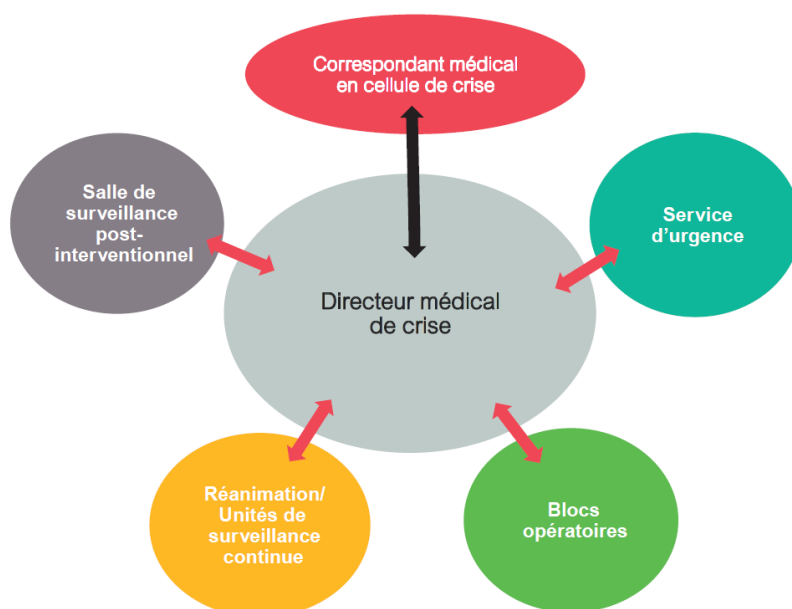 Correspondant médical
en cellule de crise
Salle de
surveillance
post-
interventionnel
Service
d'urgence
Directeur médical
de crise
Réanimation/
Unités de
surveillance
continue
Blocs
opératoires